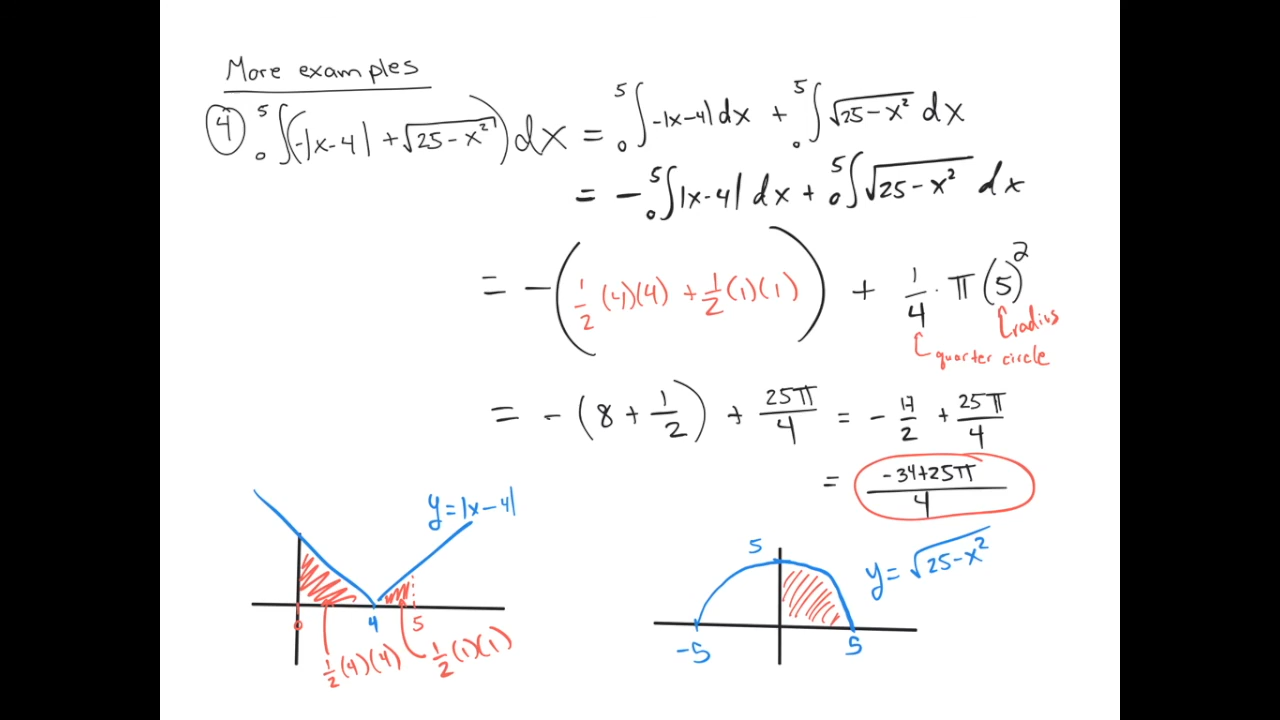 More examples
④ ₀⁵∫(-|x-4| + √(25-x²)) dx = ₀⁵∫ -|x-4| dx + ₀⁵∫ √(25-x²) dx
= - ₀⁵∫ |x-4| dx + ₀⁵∫ √(25-x²) dx
= -( 1/2 (4)(4) + 1/2 (1)(1) ) + 1/4 · π (5)²
radius
quarter circle
= - (8 + 1/2) + 25π/4 = - 17/2 + 25π/4
= (-34+25π)/4
y = |x-4|
0 4 5
1/2 (4)(4) 1/2 (1)(1)
5 y = √(25-x²)
-5 5